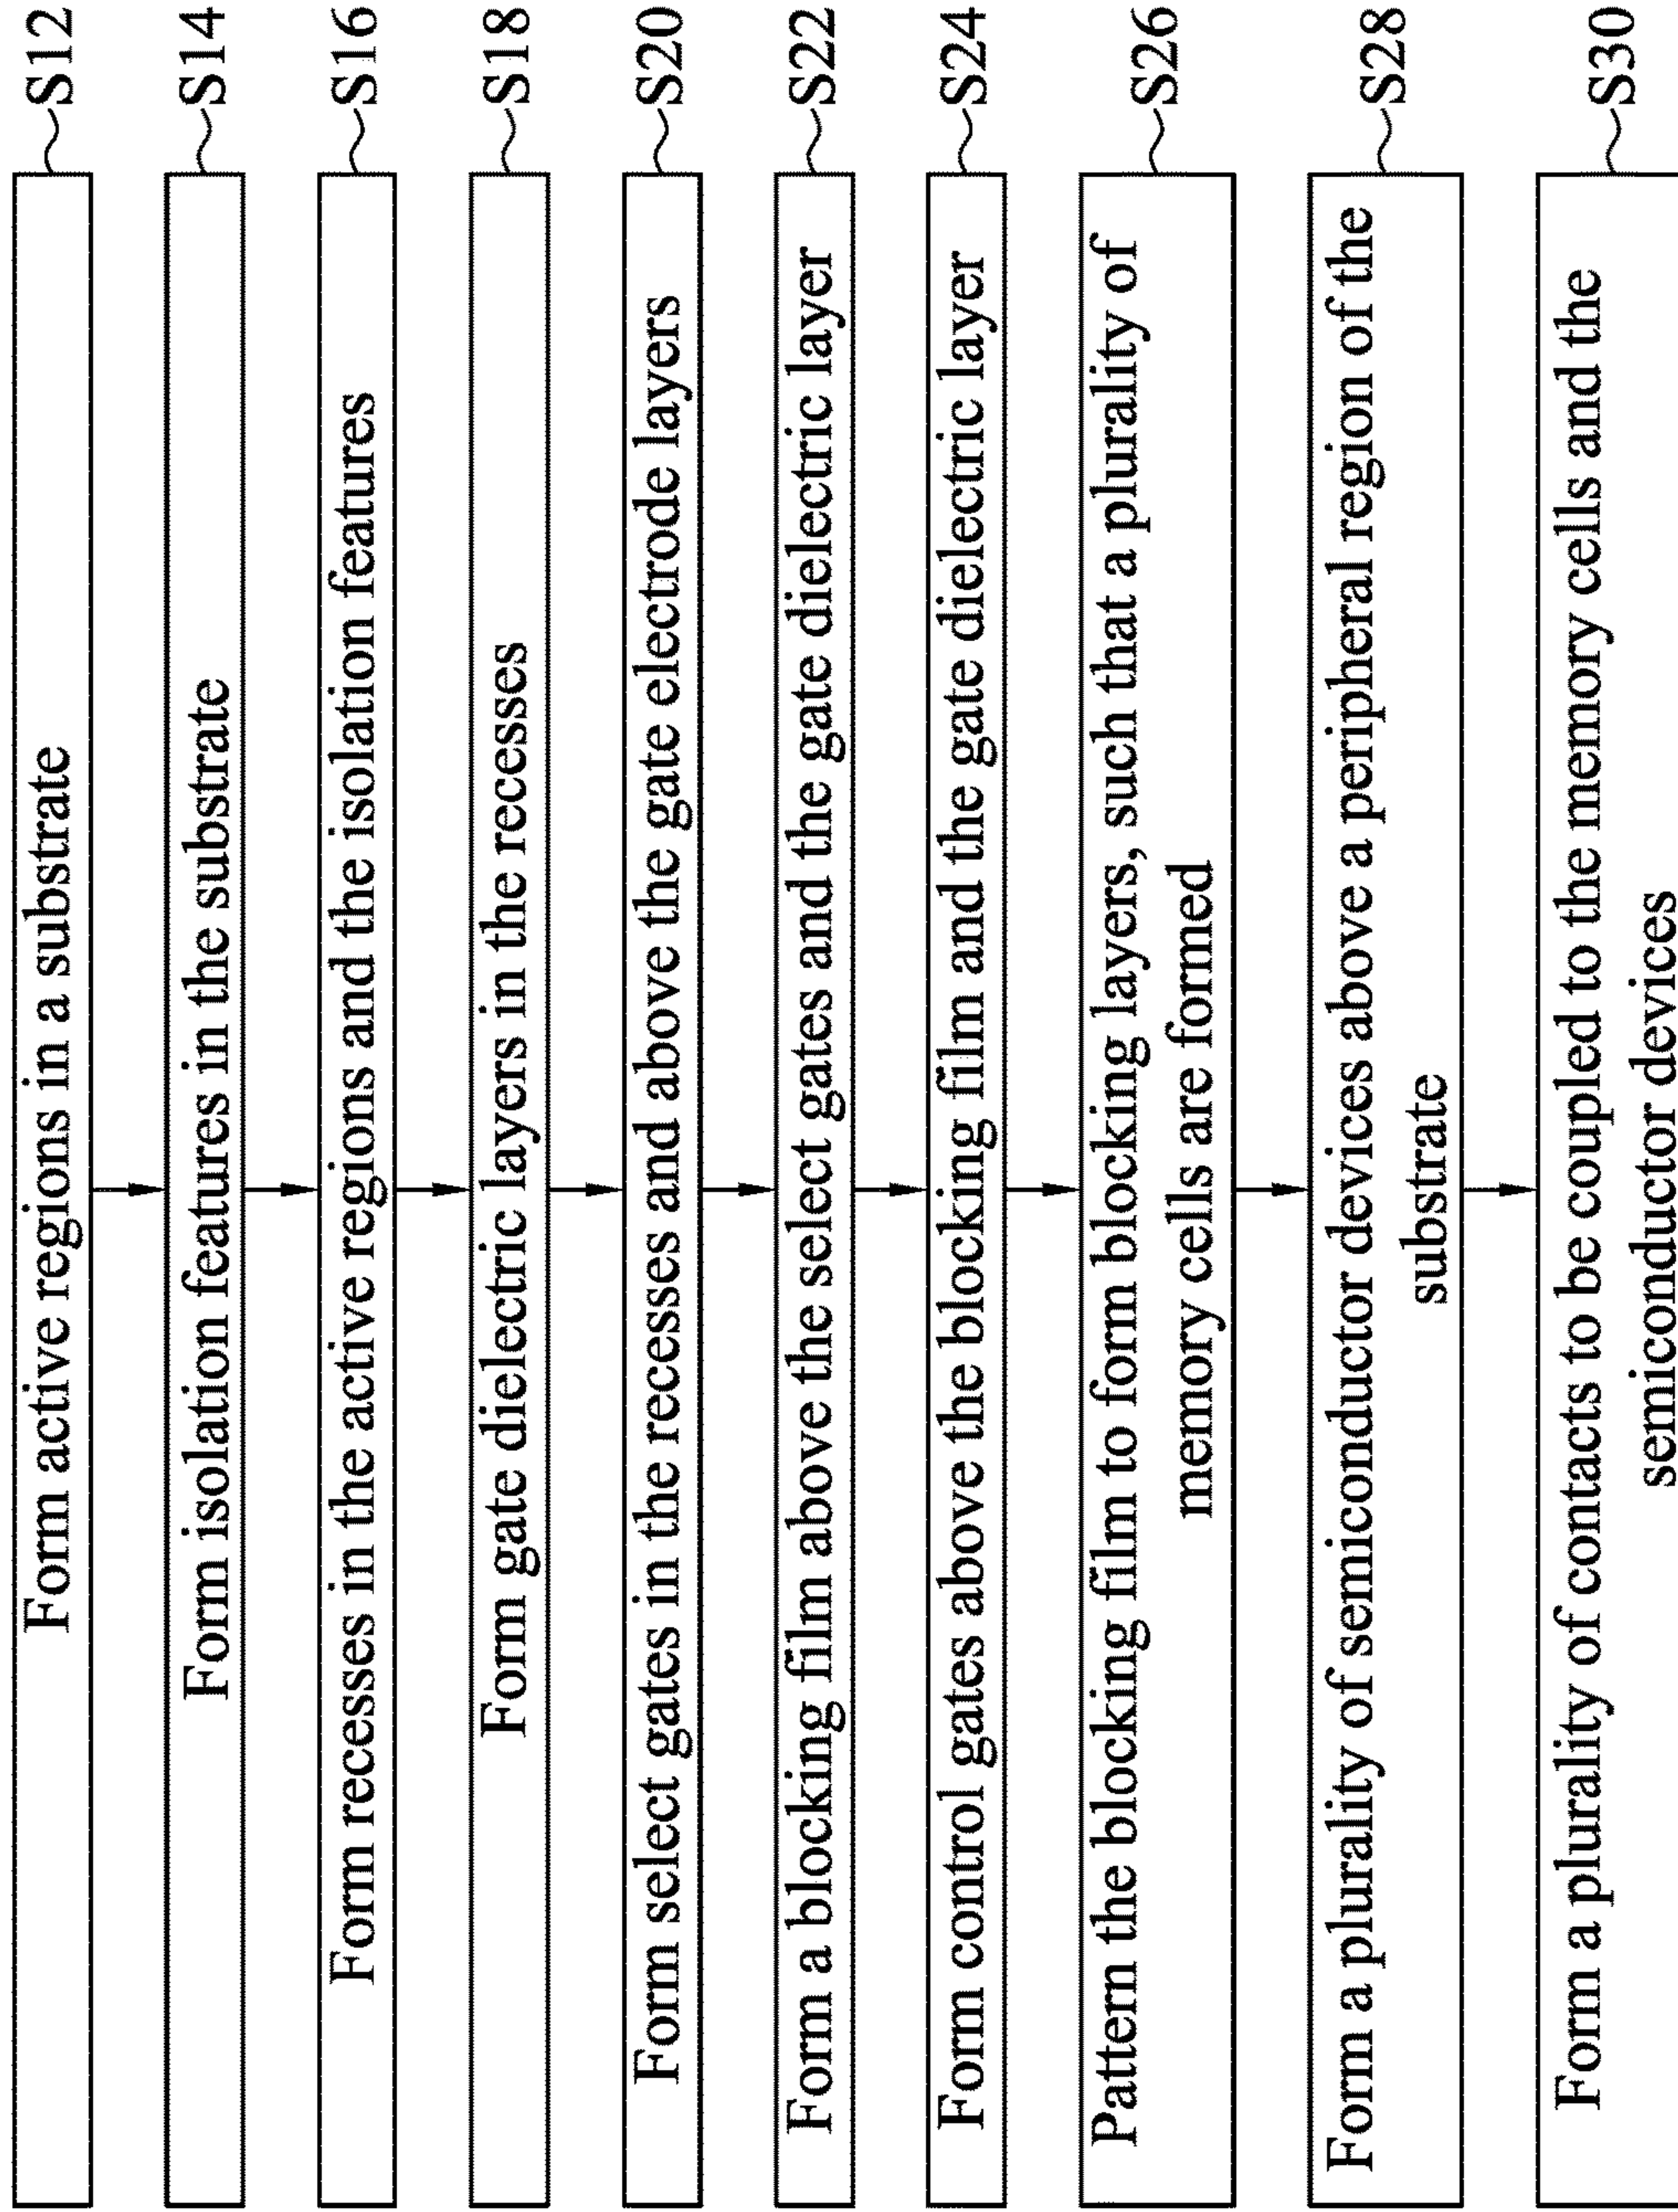 Form active regions in a substrate
S12
Form isolation features in the substrate
S14
Form recesses in the active regions and the isolation features
S16
Form gate dielectric layers in the recesses
S18
Form select gates in the recesses and above the gate electrode layers
S20
Form a blocking film above the select gates and the gate dielectric layer
S22
Form control gates above the blocking film and the gate dielectric layer
S24
Pattern the blocking film to form blocking layers, such that a plurality of
memory cells are formed
S26
Form a plurality of semiconductor devices above a peripheral region of the
substrate
S28
Form a plurality of contacts to be coupled to the memory cells and the
semiconductor devices
S30